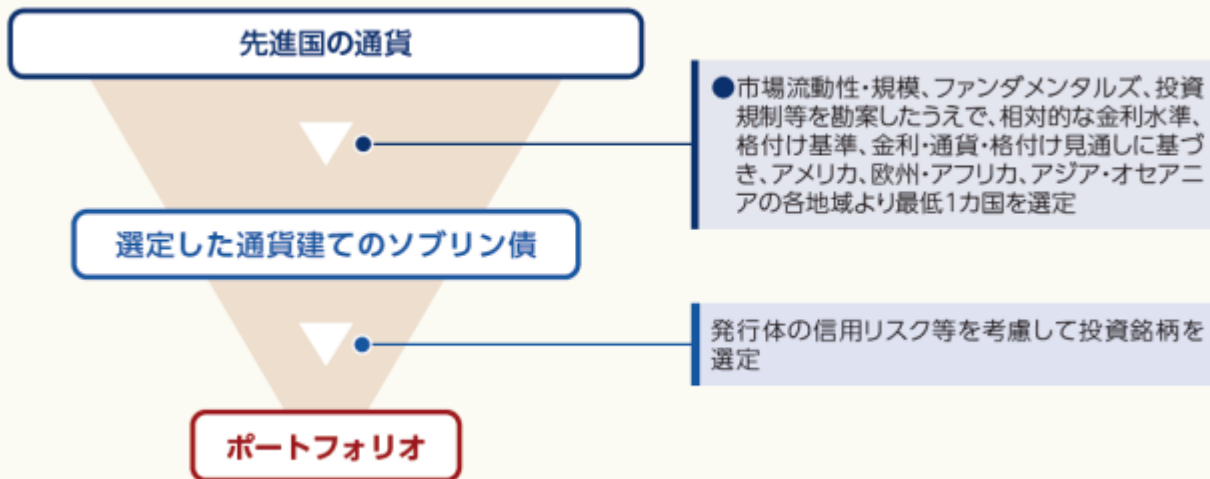 先進国の通貨
●市場流動性・規模、ファンダメンタルズ、投資
規制等を勘案したうえで、相対的な金利水準、
格付け基準、金利・通貨・格付け見通しに基づ
き、アメリカ、欧州・アフリカ、アジア・オセアニ
アの各地域より最低1カ国を選定
選定した通貨建てのソブリン債
発行体の信用リスク等を考慮して投資銘柄を
選定
ポートフォリオ